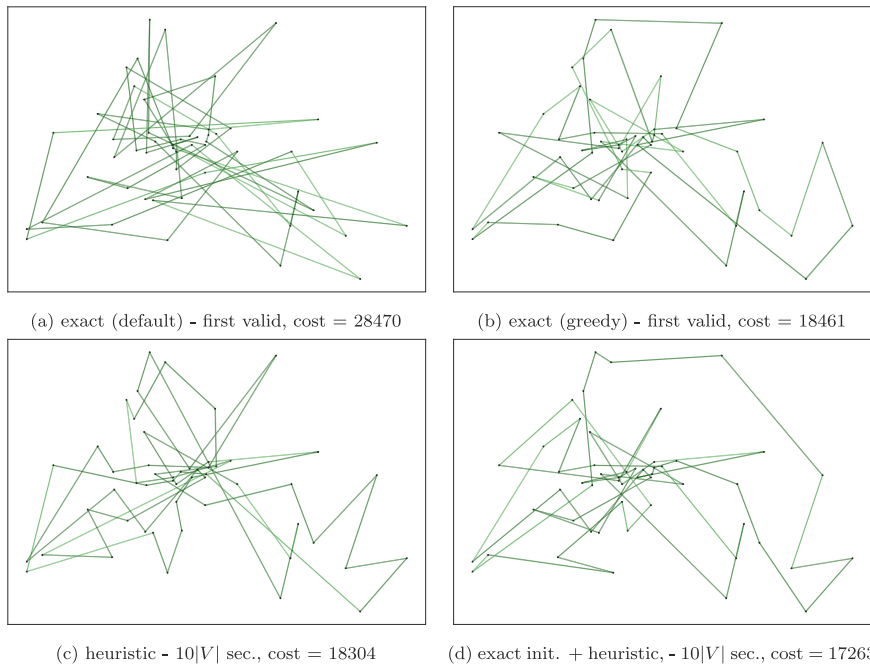 (a) exact (default) - first valid, cost = 28470
(b) exact (greedy) - first valid, cost = 18461
(c) heuristic - 10|V| sec., cost = 18304
(d) exact init. + heuristic, - 10|V| sec., cost = 17263